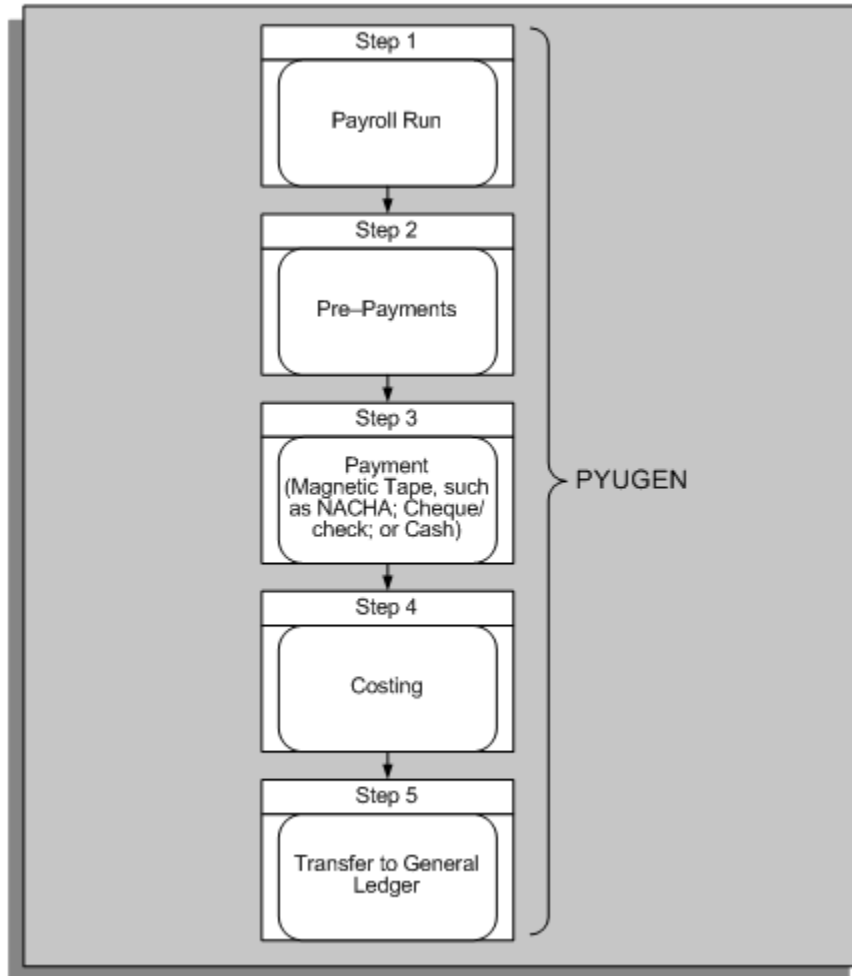 Step 1
Payroll Run
Step 2
Pre–Payments
Step 3
Payment
(Magnetic Tape, such
as NACHA; Cheque/
check; or Cash)
PYUGEN
Step 4
Costing
Step 5
Transfer to General
Ledger